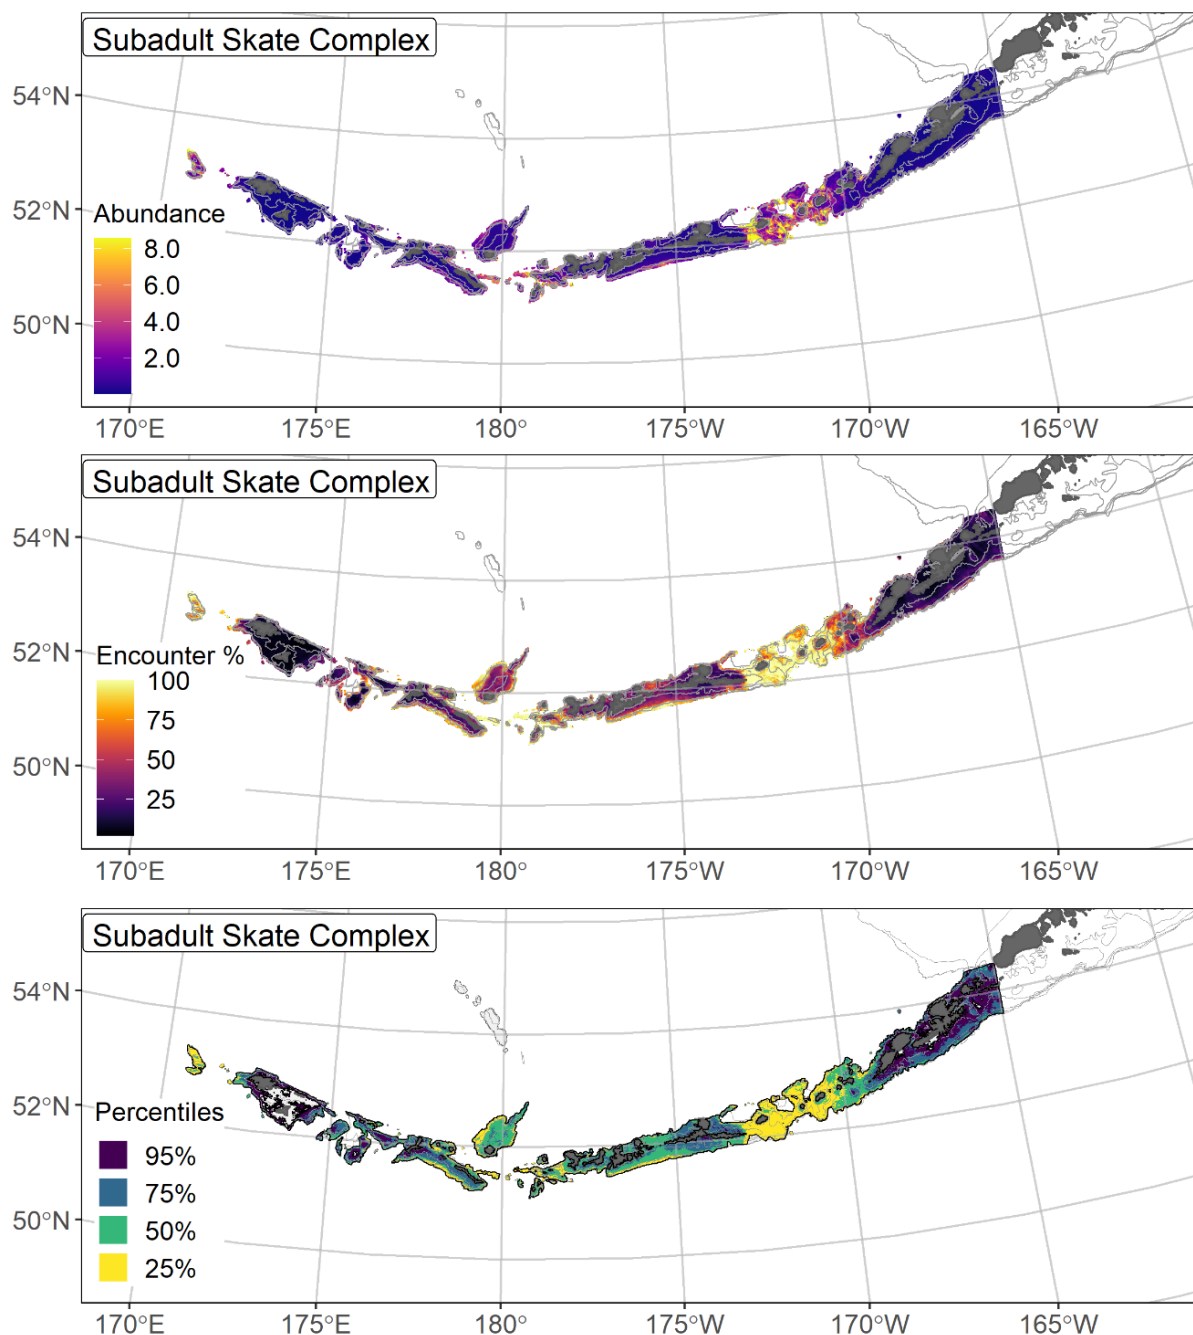 Subadult Skate Complex
54°N
52°N
50°N
Abundance
8.0
6.0
4.0
2.0
170°E 175°E 180° 175°W 170°W 165°W
Subadult Skate Complex
54°N
52°N
50°N
Encounter %
100
75
50
25
170°E 175°E 180° 175°W 170°W 165°W
Subadult Skate Complex
54°N
52°N
50°N
Percentiles
95%
75%
50%
25%
170°E 175°E 180° 175°W 170°W 165°W